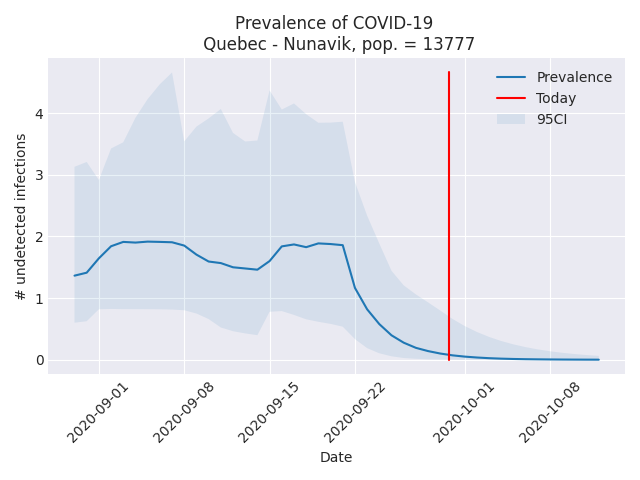 Prevalence of COVID-19
Quebec - Nunavik, pop. = 13777
Prevalence
Today
95CI
# undetected infections
4
3
2
1
0
2020-09-01
2020-09-08
2020-09-15
2020-09-22
2020-10-01
2020-10-08
Date